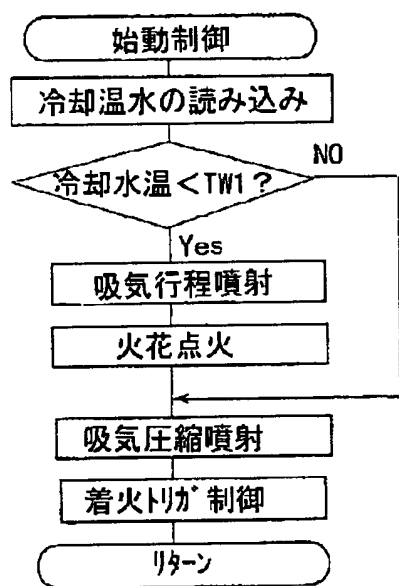 始動制御
冷却温水の読み込み
冷却水温＜TW1？
NO
Yes
吸気行程噴射
火花点火
吸気圧縮噴射
着火ﾄﾘｶﾞ制御
ﾘﾀｰﾝ